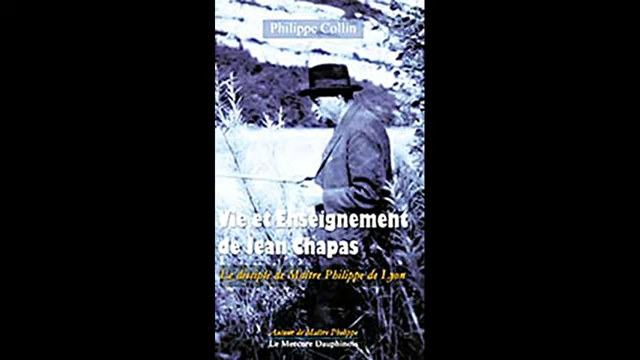 Philippe Collin
Vie et Enseignement
de Jean Chapas
Le disciple de Maître Philippe de Lyon
Autour de Maître Philippe
Le Mercure Dauphinois